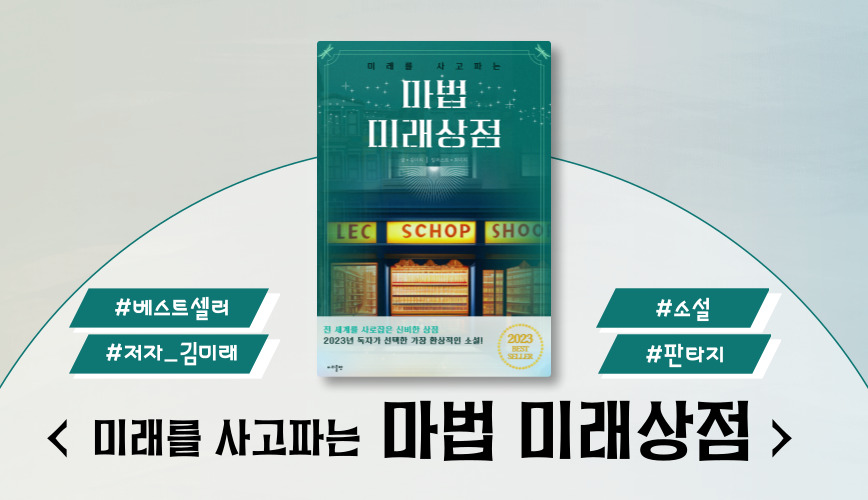 미래를 사고파는
마법
미래상점
LEC SCHOP SHOO
전 세계를 사로잡은 신비한 상점
2023년 독자가 선택한 가장 환상적인 소설!
2023
BEST
SELLER
#베스트셀러
#저자_김미래
#소설
#판타지
< 미래를 사고파는 마법 미래상점 >